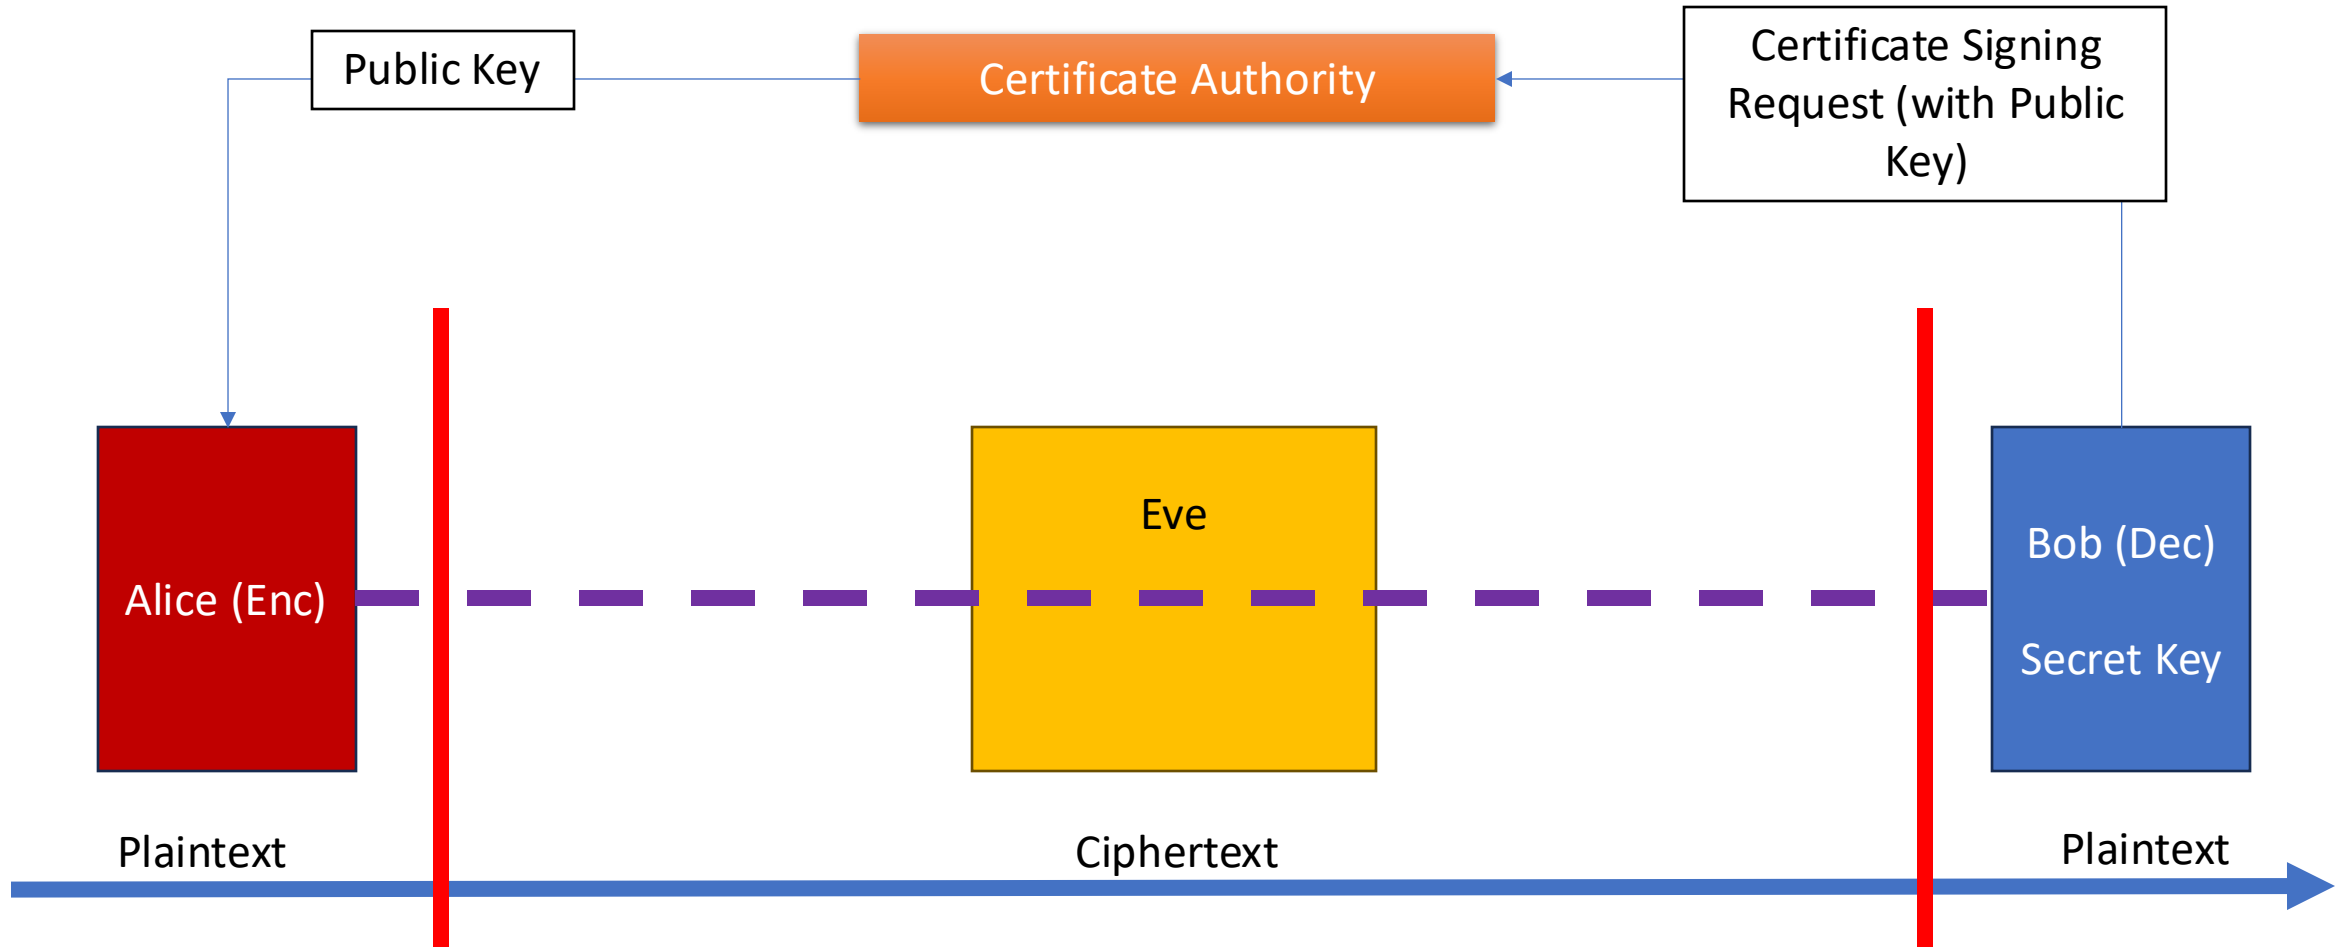 Public Key
Certificate Authority
Certificate Signing
Request (with Public
Key)
Alice (Enc)
Eve
Bob (Dec)
Secret Key
Plaintext
Ciphertext
Plaintext